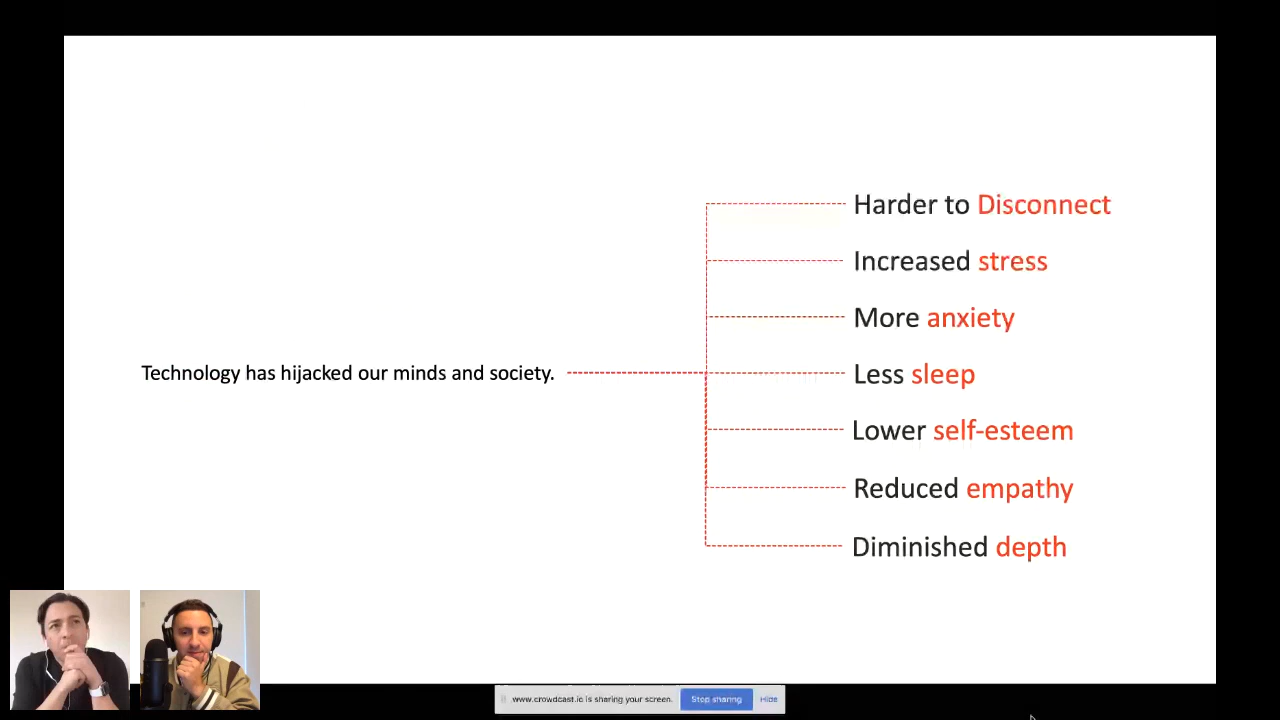 Harder to Disconnect
Increased stress
More anxiety
Technology has hijacked our minds and society.
Less sleep
Lower self-esteem
Reduced empathy
Diminished depth
www.crowdcast.io is sharing your screen.
Stop sharing
Hide